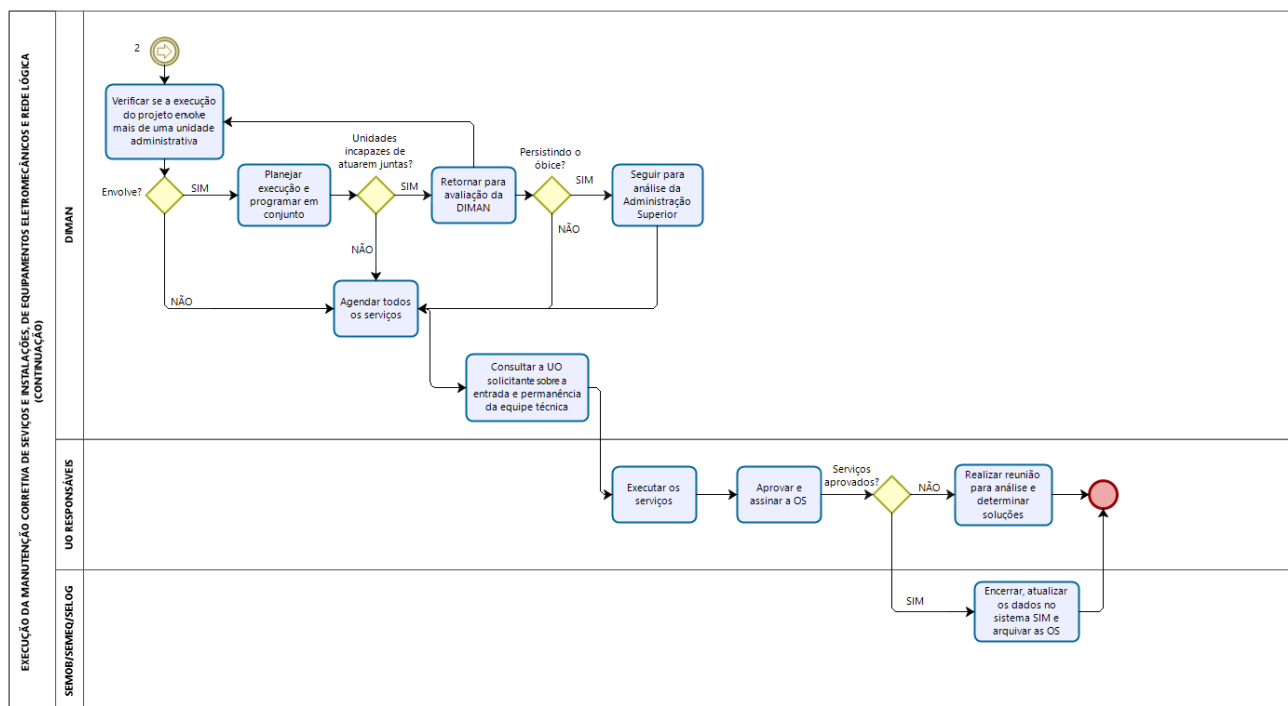 EXECUÇÃO DA MANUTENÇÃO CORRETIVA DE SEVIÇOS E INSTALAÇÕES, DE EQUIPAMENTOS ELETROMECÂNICOS E REDE LÓGICA
(CONTINUAÇÃO)
DIMAN
2
Verificar se a execução
do projeto envolve
mais de uma unidade
administrativa
Envolve?
SIM
Planejar
execução e
programar em
conjunto
Unidades
incapazes de
atuarem juntas?
SIM
Retornar para
avaliação da
DIMAN
Persistindo o
óbice?
SIM
Seguir para
análise da
Administração
Superior
NÃO
NÃO
NÃO
Agendar todos
os serviços
Consultar a UO
solicitante sobre a
entrada e permanência
da equipe técnica
UO RESPONSÁVEIS
Executar os
serviços
Aprovar e
assinar a OS
Serviços
aprovados?
NÃO
Realizar reunião
para análise e
determinar
soluções
SEMOB/SEMEQ/SELOG
SIM
Encerrar, atualizar
os dados no
sistema SIM e
arquivar as OS